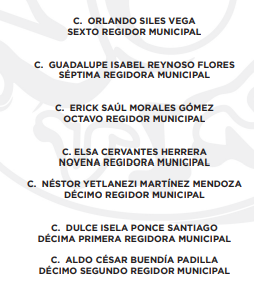 C. ORLANDO SILES VEGA
SEXTO REGIDOR MUNICIPAL
C. GUADALUPE ISABEL REYNOSO FLORES
SÉPTIMA REGIDORA MUNICIPAL
C. ERICK SAÚL MORALES GÓMEZ
OCTAVO REGIDOR MUNICIPAL
C. ELSA CERVANTES HERRERA
NOVENA REGIDORA MUNICIPAL
C. NÉSTOR YETLANEZI MARTÍNEZ MENDOZA
DÉCIMO REGIDOR MUNICIPAL
C. DULCE ISELA PONCE SANTIAGO
DÉCIMA PRIMERA REGIDORA MUNICIPAL
C. ALDO CÉSAR BUENDÍA PADILLA
DÉCIMO SEGUNDO REGIDOR MUNICIPAL